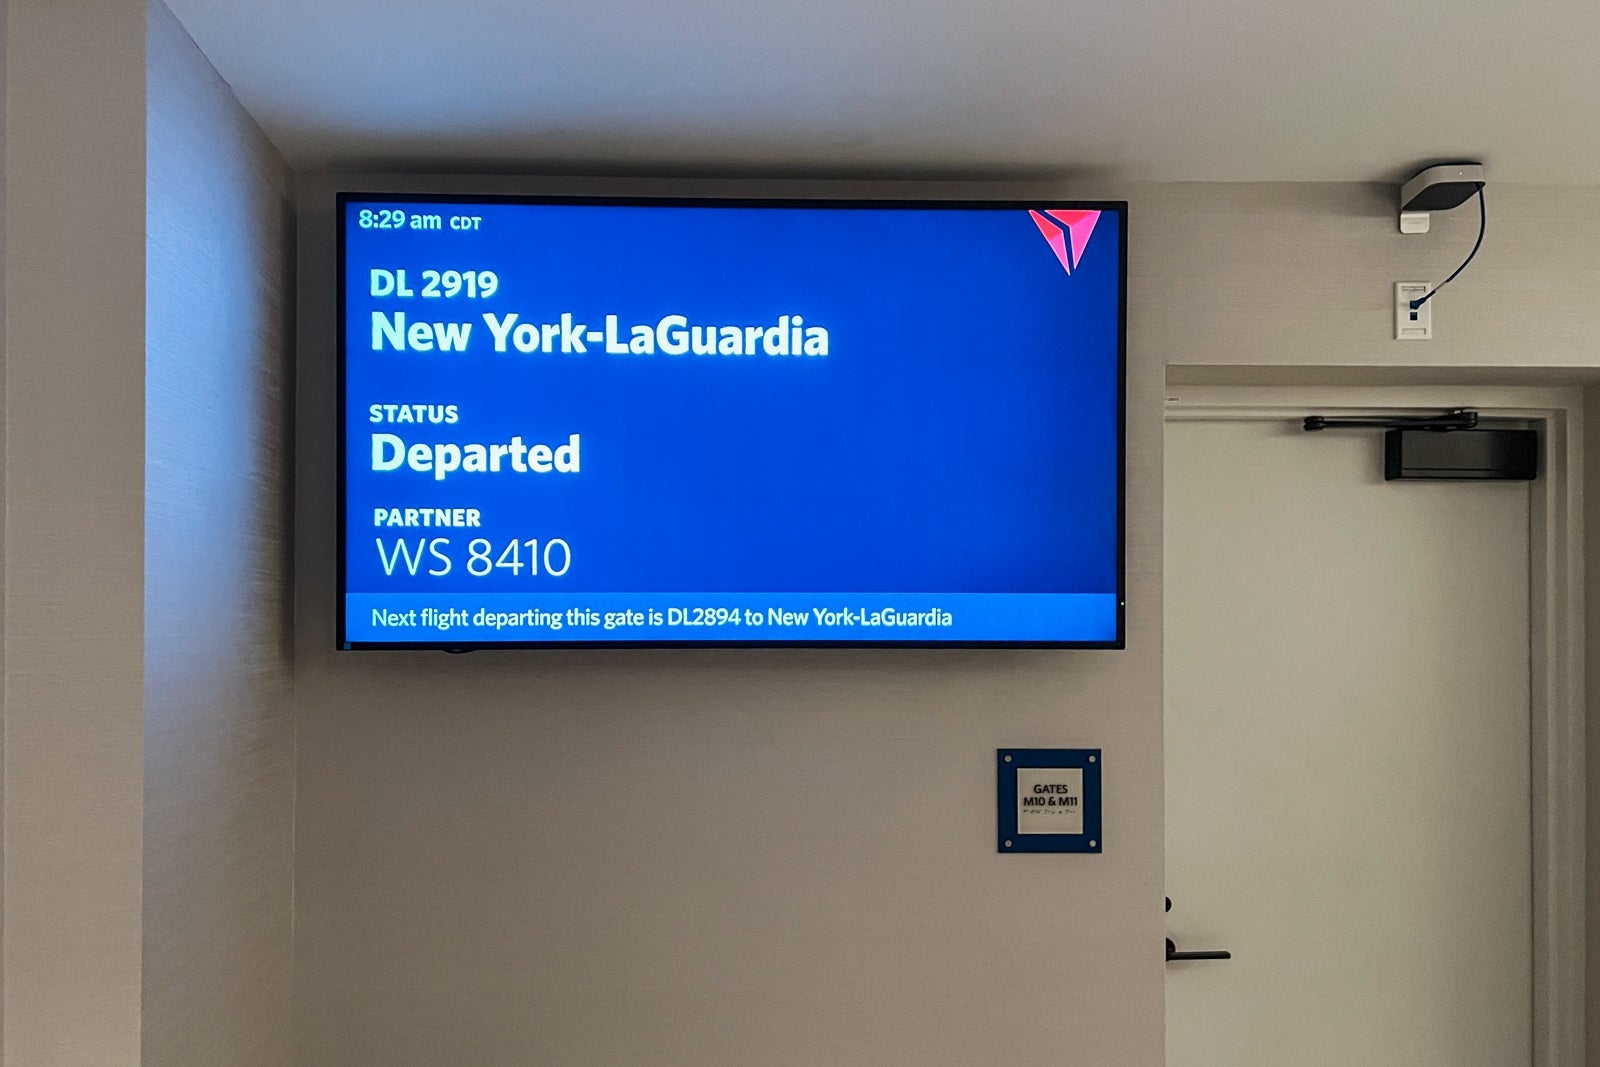 8:29 am CDT
DL 2919
New York-LaGuardia
STATUS
Departed
PARTNER
WS 8410
Next flight departing this gate is DL2894 to New York-LaGuardia
GATES
M10 & M11